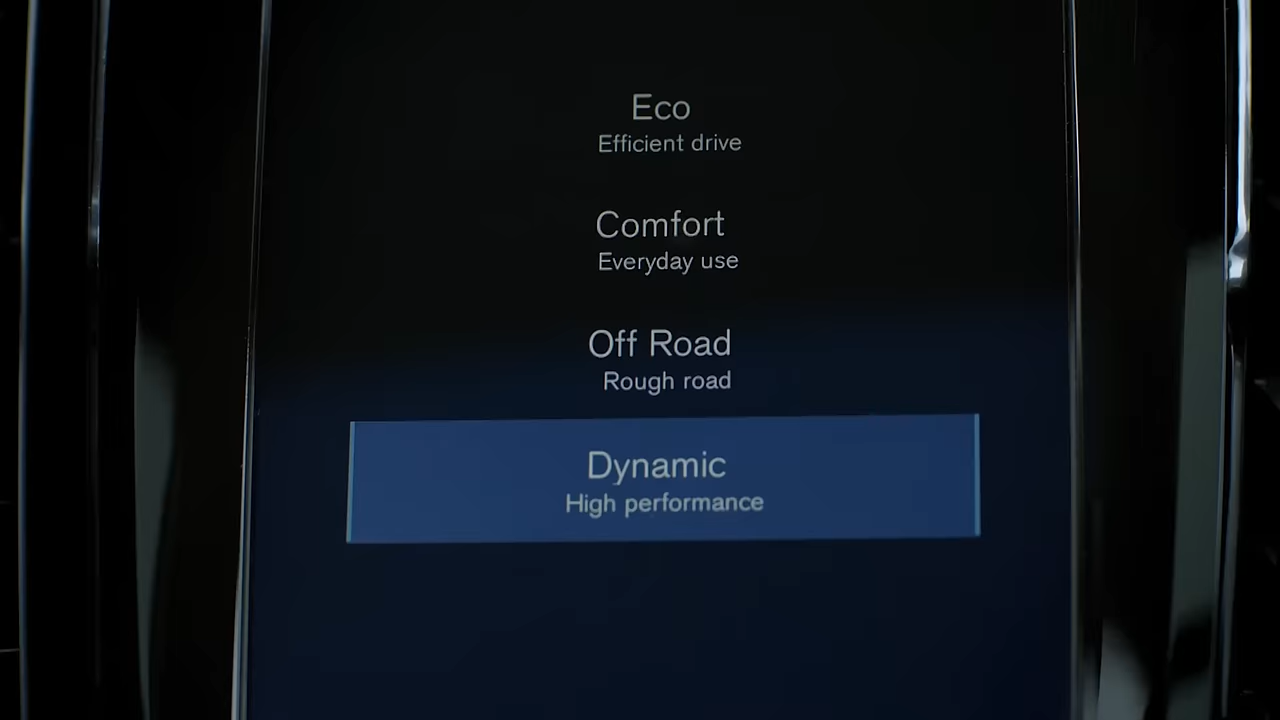 Eco
Efficient drive
Comfort
Everyday use
Off Road
Rough road
Dynamic
High performance